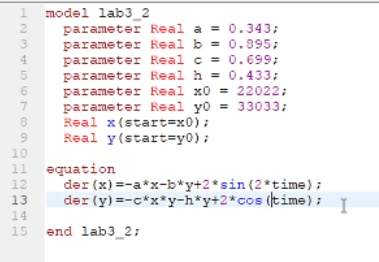 1 model lab3_2
2 parameter Real a = 0.343;
3 parameter Real b = 0.895;
4 parameter Real c = 0.699;
5 parameter Real h = 0.433;
6 parameter Real x0 = 22022;
7 parameter Real y0 = 33033;
8 Real x(start=x0);
9 Real y(start=y0);
10
11 equation
12 der(x)=-a*x-b*y+2*sin(2*time);
13 der(y)=-c*x*y-h*y+2*cos(time);
14
15 end lab3_2;